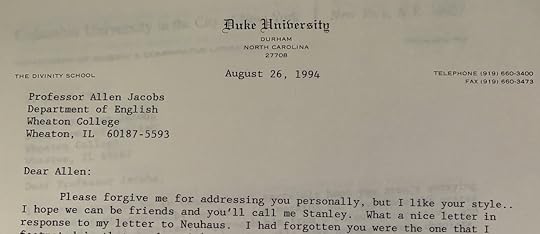 Duke University
DURHAM
NORTH CAROLINA
27708
THE DIVINITY SCHOOL
August 26, 1994
TELEPHONE (919) 660-3400
FAX (919) 660-3473
Professor Allen Jacobs
Department of English
Wheaton College
Wheaton, IL 60187-5593
Dear Allen:
Please forgive me for addressing you personally, but I like your style..
I hope we can be friends and you'll call me Stanley. What a nice letter in
response to my letter to Neuhaus. I had forgotten you were the one that I